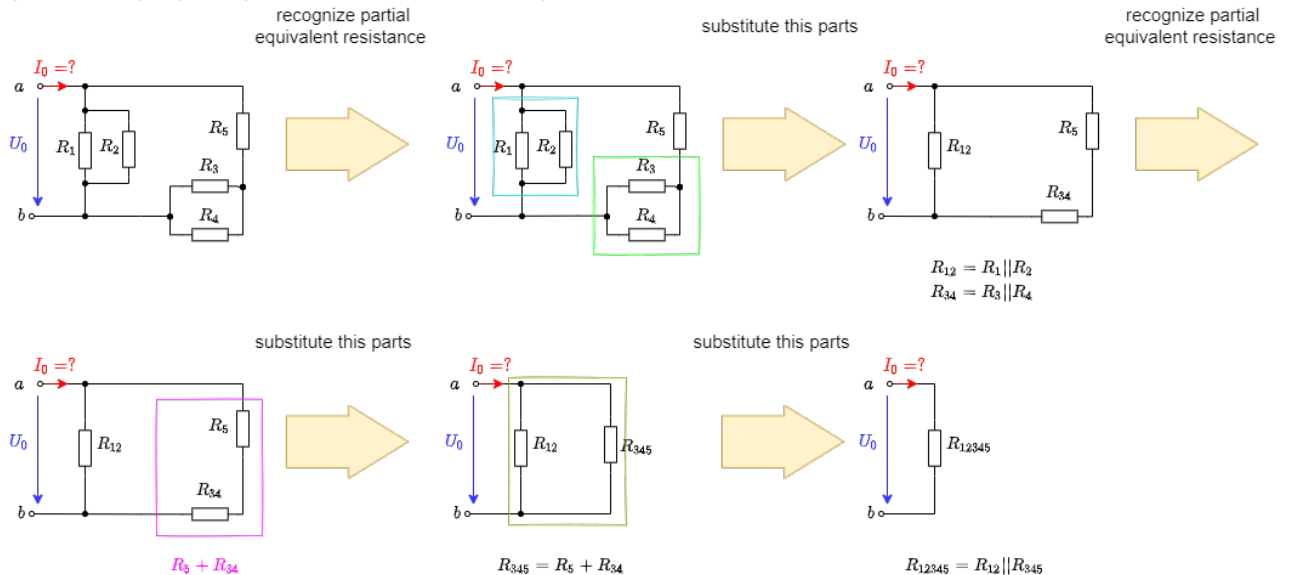 recognize partial
equivalent resistance
substitute this parts
recognize partial
equivalent resistance
I₀ =?
a
U₀
R₁
R₂
R₅
R₃
R₄
b
I₀ =?
a
U₀
R₁
R₂
R₅
R₃
R₄
b
I₀ =?
a
U₀
R₁₂
R₅
R₃₄
b
R₁₂ = R₁||R₂
R₃₄ = R₃||R₄
substitute this parts
substitute this parts
I₀ =?
a
U₀
R₁₂
R₅
R₃₄
b
R₅ + R₃₄
I₀ =?
a
U₀
R₁₂
R₃₄₅
b
R₃₄₅ = R₅ + R₃₄
I₀ =?
a
U₀
R₁₂₃₄₅
b
R₁₂₃₄₅ = R₁₂||R₃₄₅